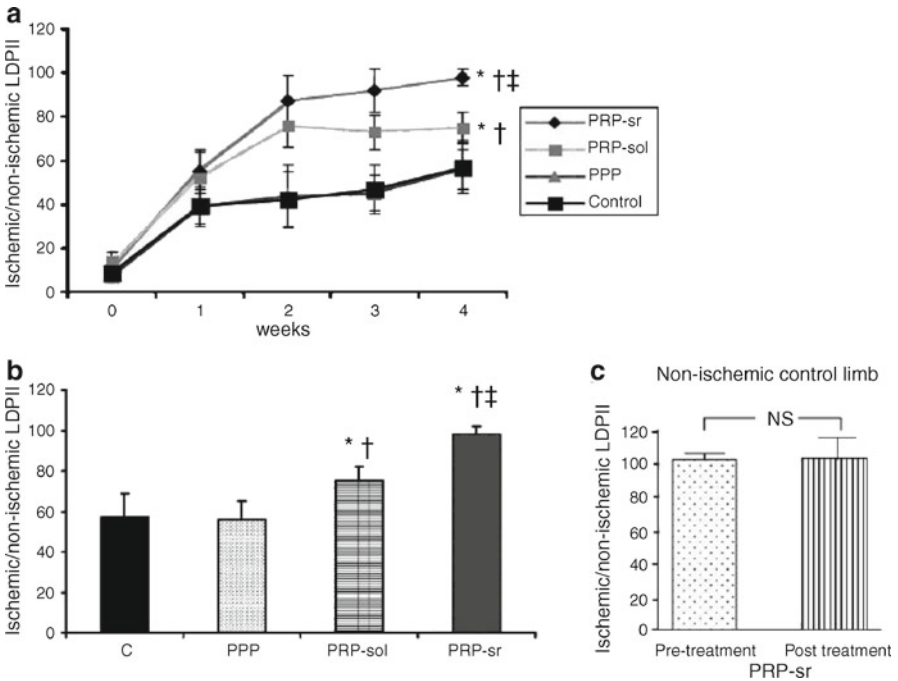 a
Ischemic/non-ischemic LDPII
120
100
80
60
40
20
0
* †‡
* †
0 1 2 3 4
weeks
PRP-sr
PRP-sol
PPP
Control
b
Ischemic/non-ischemic LDPII
120
100
80
60
40
20
0
* †
* †‡
C PPP PRP-sol PRP-sr
c
Non-ischemic control limb
NS
Ischemic/non-ischemic LDPII
120
100
80
60
40
20
0
Pre-treatment Post treatment
PRP-sr